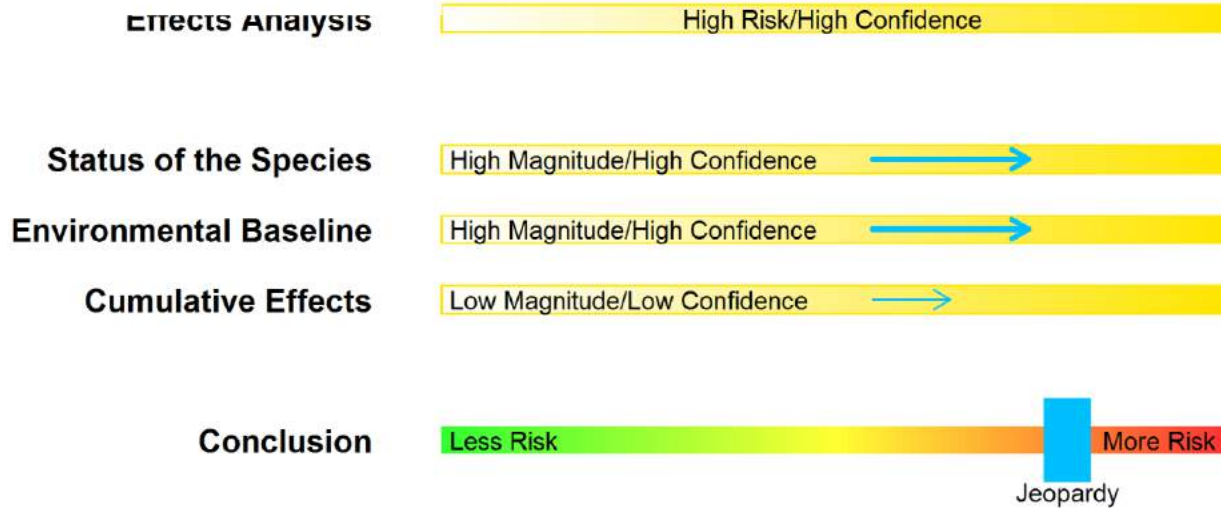 Effects Analysis High Risk/High Confidence
Status of the Species High Magnitude/High Confidence
Environmental Baseline High Magnitude/High Confidence
Cumulative Effects Low Magnitude/Low Confidence
Conclusion Less Risk More Risk
Jeopardy